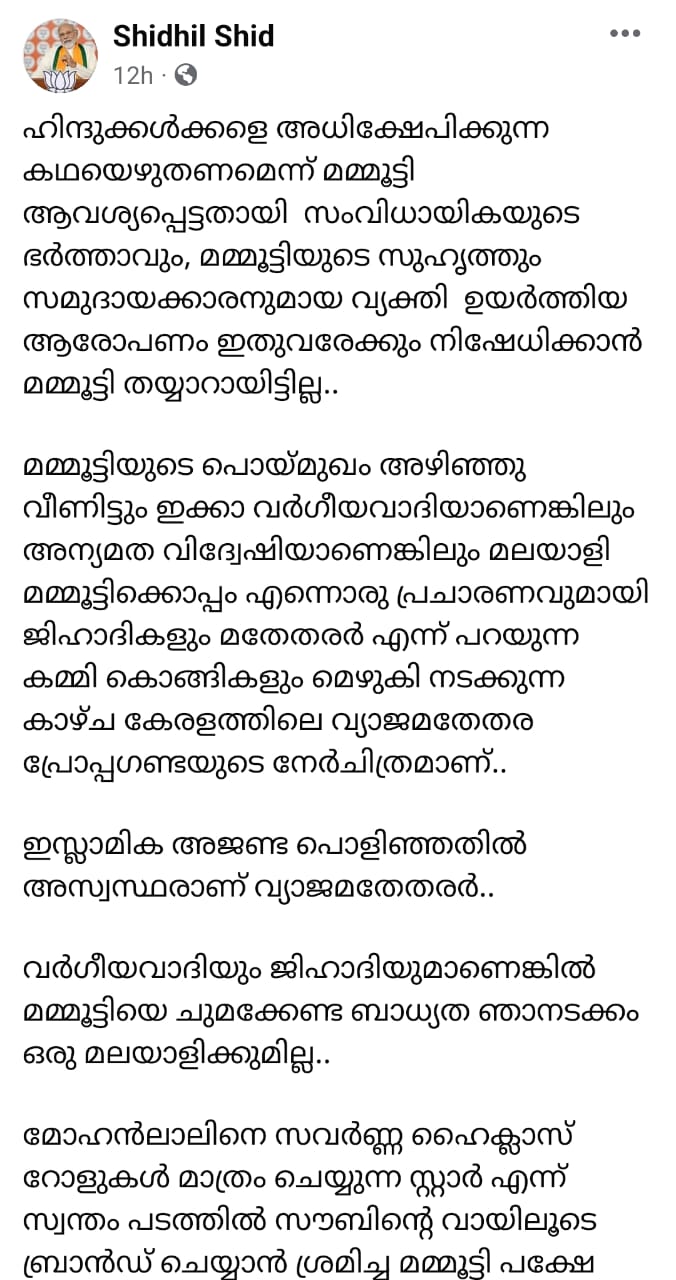 Shidhil Shid
12h ·
ഹിന്ദുക്കൾക്കളെ അധിക്ഷേപിക്കുന്ന
കഥയെഴുതണമെന്ന് മമ്മൂട്ടി
ആവശ്യപ്പെട്ടതായി സംവിധായികയുടെ
ഭർത്താവും, മമ്മൂട്ടിയുടെ സുഹൃത്തും
സമുദായക്കാരനുമായ വ്യക്തി ഉയർത്തിയ
ആരോപണം ഇതുവരേക്കും നിഷേധിക്കാൻ
മമ്മൂട്ടി തയ്യാറായിട്ടില്ല..
മമ്മൂട്ടിയുടെ പൊയ്മുഖം അഴിഞ്ഞു
വീണിട്ടും ഇക്കാ വർഗീയവാദിയാണെങ്കിലും
അന്യമത വിദ്വേഷിയാണെങ്കിലും മലയാളി
മമ്മൂട്ടിക്കൊപ്പം എന്നൊരു പ്രചാരണവുമായി
ജിഹാദികളും മതേതരർ എന്ന് പറയുന്ന
കമ്മി കൊങ്ങികളും മെഴുകി നടക്കുന്ന
കാഴ്ച കേരളത്തിലെ വ്യാജമതേതര
പ്രോപ്പഗണ്ടയുടെ നേർചിത്രമാണ്..
ഇസ്ലാമിക അജണ്ട പൊളിഞ്ഞതിൽ
അസ്വസ്ഥരാണ് വ്യാജമതേതരർ..
വർഗീയവാദിയും ജിഹാദിയുമാണെങ്കിൽ
മമ്മൂട്ടിയെ ചുമക്കേണ്ട ബാധ്യത ഞാനടക്കം
ഒരു മലയാളിക്കുമില്ല..
മോഹൻലാലിനെ സവർണ്ണ ഹൈക്ലാസ്
റോളുകൾ മാത്രം ചെയ്യുന്ന സ്റ്റാർ എന്ന്
സ്വന്തം പടത്തിൽ സൗബിന്റെ വായിലൂടെ
ബ്രാൻഡ് ചെയ്യാൻ ശ്രമിച്ച മമ്മൂട്ടി പക്ഷേ